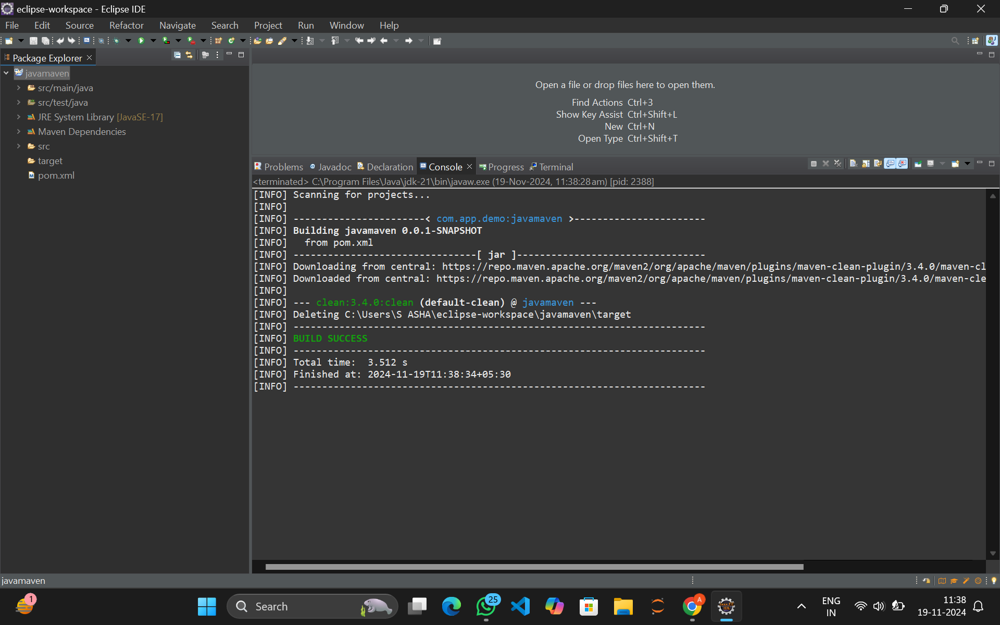 eclipse-workspace - Eclipse IDE
File Edit Source Refactor Navigate Search Project Run Window Help
Package Explorer
javamaven
src/main/java
src/test/java
JRE System Library [JavaSE-17]
Maven Dependencies
src
target
pom.xml
Open a file or drop files here to open them.
Find Actions Ctrl+3
Show Key Assist Ctrl+Shift+L
New Ctrl+N
Open Type Ctrl+Shift+T
Problems Javadoc Declaration Console Progress Terminal
<terminated> C:\Program Files\Java\jdk-21\bin\javaw.exe (19-Nov-2024, 11:38:28 am) [pid: 2388]
[INFO] Scanning for projects...
[INFO]
[INFO] -----------------------< com.app.demo:javamaven >-----------------------
[INFO] Building javamaven 0.0.1-SNAPSHOT
[INFO]   from pom.xml
[INFO] --------------------------------[ jar ]---------------------------------
[INFO] Downloading from central: https://repo.maven.apache.org/maven2/org/apache/maven/plugins/maven-clean-plugin/3.4.0/maven-cl
[INFO] Downloaded from central: https://repo.maven.apache.org/maven2/org/apache/maven/plugins/maven-clean-plugin/3.4.0/maven-cle
[INFO]
[INFO] --- clean:3.4.0:clean (default-clean) @ javamaven ---
[INFO] Deleting C:\Users\S ASHA\eclipse-workspace\javamaven\target
[INFO] ------------------------------------------------------------------------
[INFO] BUILD SUCCESS
[INFO] ------------------------------------------------------------------------
[INFO] Total time:  3.512 s
[INFO] Finished at: 2024-11-19T11:38:34+05:30
[INFO] ------------------------------------------------------------------------
javamaven
1
Search
25
A
ENG
IN
11:38
19-11-2024